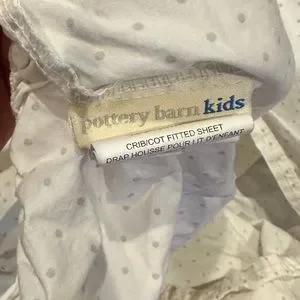 pottery barn kids
CRIB/COT FITTED SHEET
DRAP HOUSSE POUR LIT D'ENFANT